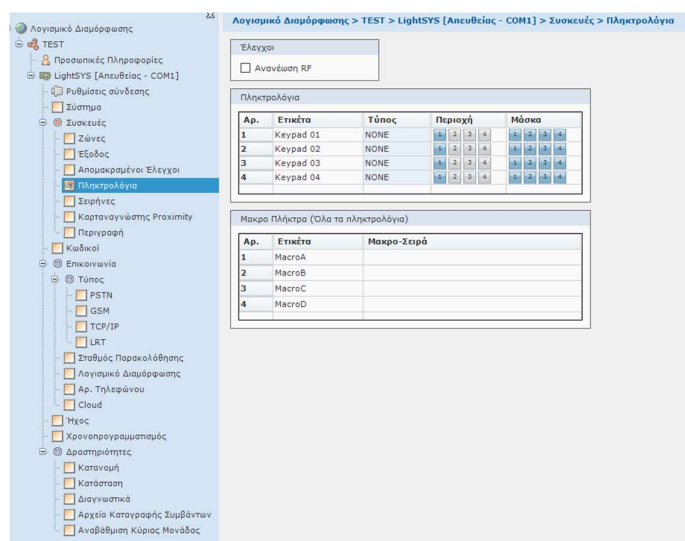 Λογισμικό Διαμόρφωσης
TEST
Προσωπικές Πληροφορίες
LightSYS [Απευθείας - COM1]
Ρυθμίσεις σύνδεσης
Σύστημα
Συσκευές
Ζώνες
Έξοδος
Απομακρσμένοι Έλεγχοι
Πληκτρολόγια
Σειρήνες
Καρταναγνώστης Proximity
Περιγραφή
Κωδικοί
Επικοινωνία
Τύπος
PSTN
GSM
TCP/IP
LRT
Σταθμός Παρακολόθησης
Λογισμικό Διαμόρφωσης
Αρ. Τηλεφώνου
Cloud
Ήχος
Χρονοπρογραμματισμός
Δραστηριότητες
Κατανομή
Κατάσταση
Διαγνωστικά
Αρχείο Καταγραφής Συμβάντων
Αναβάθμιση Κύριας Μονάδας
Λογισμικό Διαμόρφωσης > TEST > LightSYS [Απευθείας - COM1] > Συσκευές > Πληκτρολόγια
Έλεγχοι
Ανανέωση RF
Πληκτρολόγια
Αρ. Ετικέτα Τύπος Περιοχή Μάσκα
1 Keypad 01 NONE 1 2 3 4 1 2 3 4
2 Keypad 02 NONE 1 2 3 4 1 2 3 4
3 Keypad 03 NONE 1 2 3 4 1 2 3 4
4 Keypad 04 NONE 1 2 3 4 1 2 3 4
Μακρο Πλήκτρα (Όλα τα πληκτρολόγια)
Αρ. Ετικέτα Μακρο-Σειρά
1 MacroA
2 MacroB
3 MacroC
4 MacroD